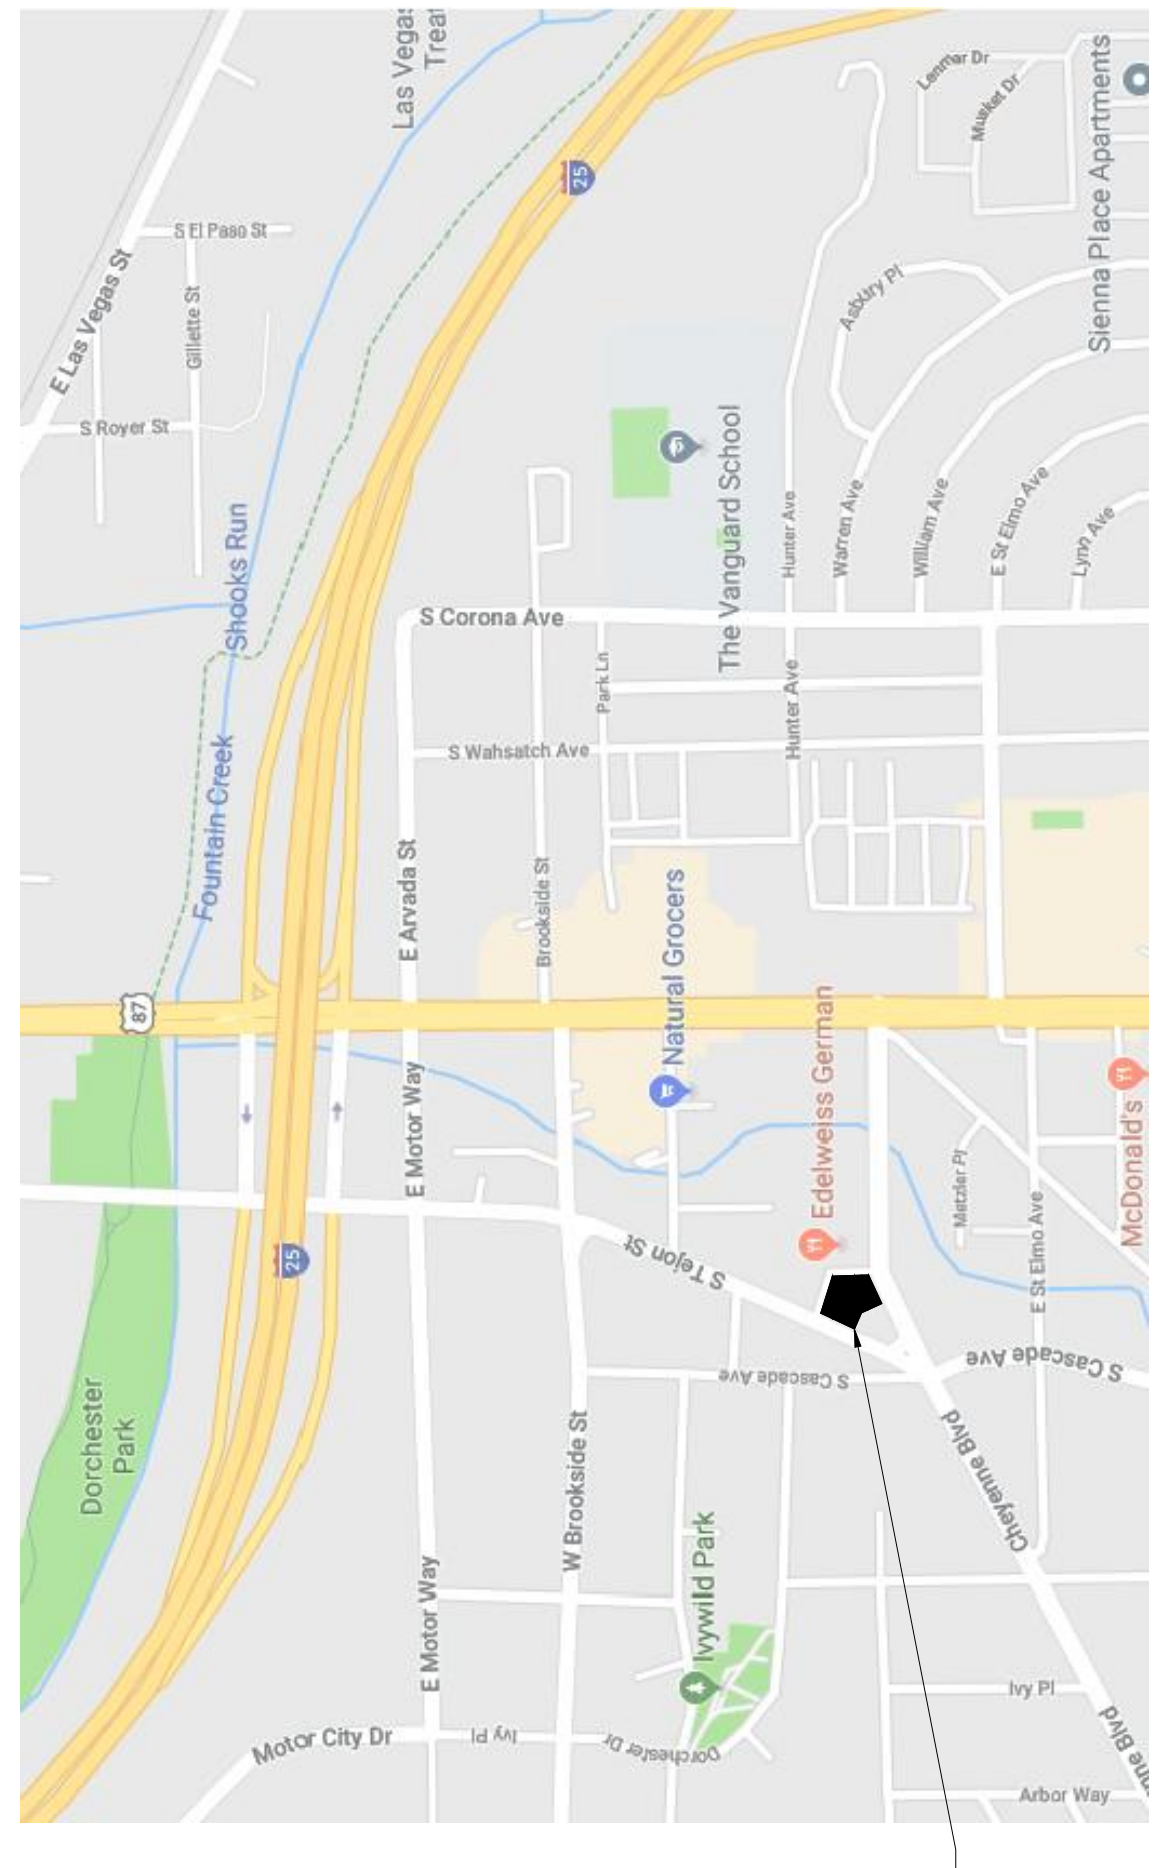 Las Vegas
Lenmar Dr
Musket Dr
Sienna Place Apartments
25
S El Paso St
E Las Vegas St
Gillette St
Asbury Pl
S Royer St
The Vanguard School
Hunter Ave
Warren Ave
William Ave
E St Elmo Ave
Lynn Ave
Shooks Run
S Corona Ave
Park Ln
Hunter Ave
S Wahsatch Ave
Fountain Creek
E Arvada St
Brookside St
Natural Grocers
87
Edelweiss German
E Motor Way
McDonald's
Metzler Pl
E St Elmo Ave
S Tejon St
25
S Cascade Ave
S Cascade Ave
Dorchester
Park
W Brookside St
Cheyenne Blvd
E Motor Way
Ivywild Park
Ivy Pl
Motor City Dr
Ivy Pl
Dorchester Dr
Blvd
Arbor Way